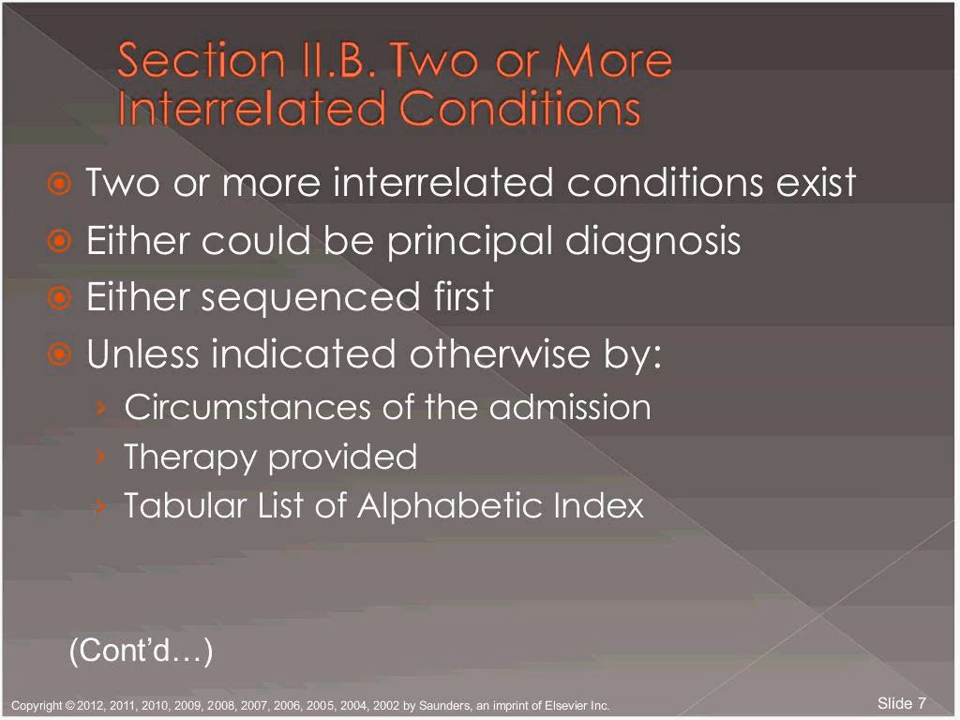 Section II.B. Two or More
Interrelated Conditions
Two or more interrelated conditions exist
Either could be principal diagnosis
Either sequenced first
Unless indicated otherwise by:
Circumstances of the admission
Therapy provided
Tabular List of Alphabetic Index
(Cont’d…)
Copyright © 2012, 2011, 2010, 2009, 2008, 2007, 2006, 2005, 2004, 2002 by Saunders, an imprint of Elsevier Inc.
Slide 7